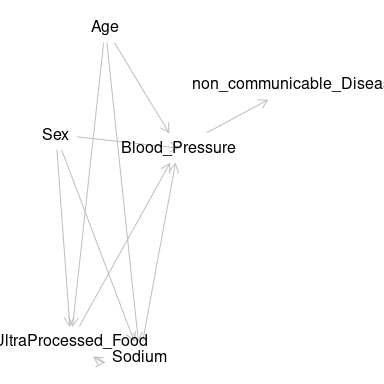 Age
non_communicable_Disea
Sex
Blood_Pressure
UltraProcessed_Food
Sodium